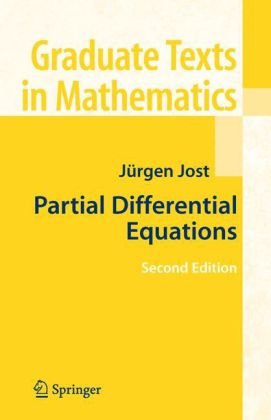 Graduate Texts
in Mathematics
Jürgen Jost
Partial Differential
Equations
Second Edition
Springer